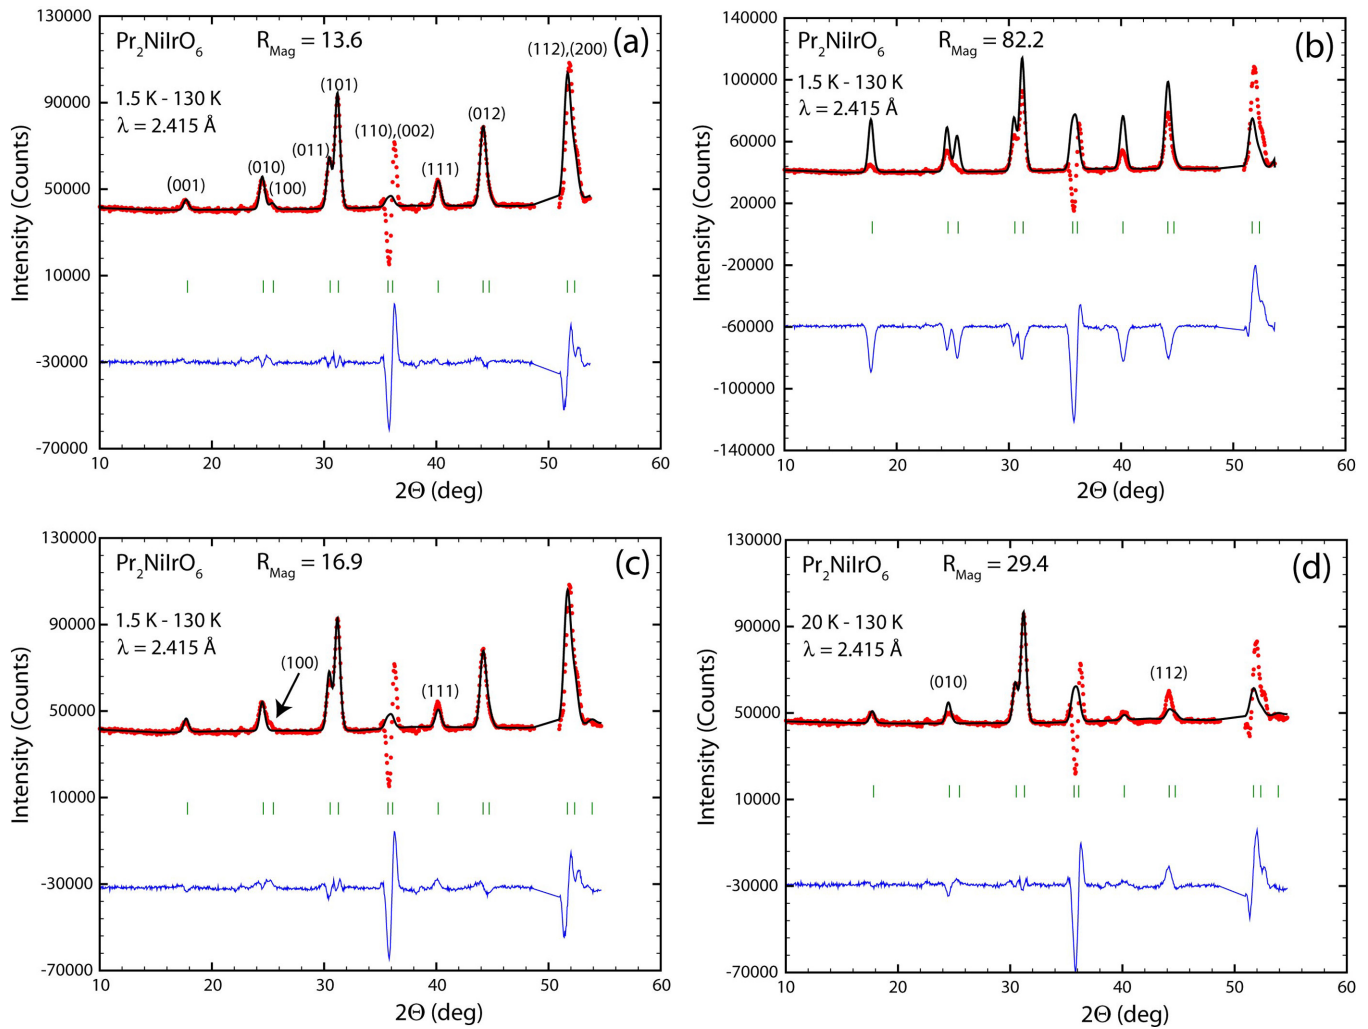 (a)
Pr₂NiIrO₆ R_Mag = 13.6
1.5 K - 130 K
λ = 2.415 Å
(001)
(010)
(100)
(011)
(101)
(110),(002)
(111)
(012)
(112),(200)
130000
90000
50000
10000
-30000
-70000
Intensity (Counts)
10 20 30 40 50 60
2Θ (deg)
(b)
Pr₂NiIrO₆ R_Mag = 82.2
1.5 K - 130 K
λ = 2.415 Å
140000
100000
60000
20000
-20000
-60000
-100000
-140000
Intensity (Counts)
10 20 30 40 50 60
2Θ (deg)
(c)
Pr₂NiIrO₆ R_Mag = 16.9
1.5 K - 130 K
λ = 2.415 Å
(100)
(111)
130000
90000
50000
10000
-30000
-70000
Intensity (Counts)
10 20 30 40 50 60
2Θ (deg)
(d)
Pr₂NiIrO₆ R_Mag = 29.4
20 K - 130 K
λ = 2.415 Å
(010)
(112)
130000
90000
50000
10000
-30000
-70000
Intensity (Counts)
10 20 30 40 50 60
2Θ (deg)